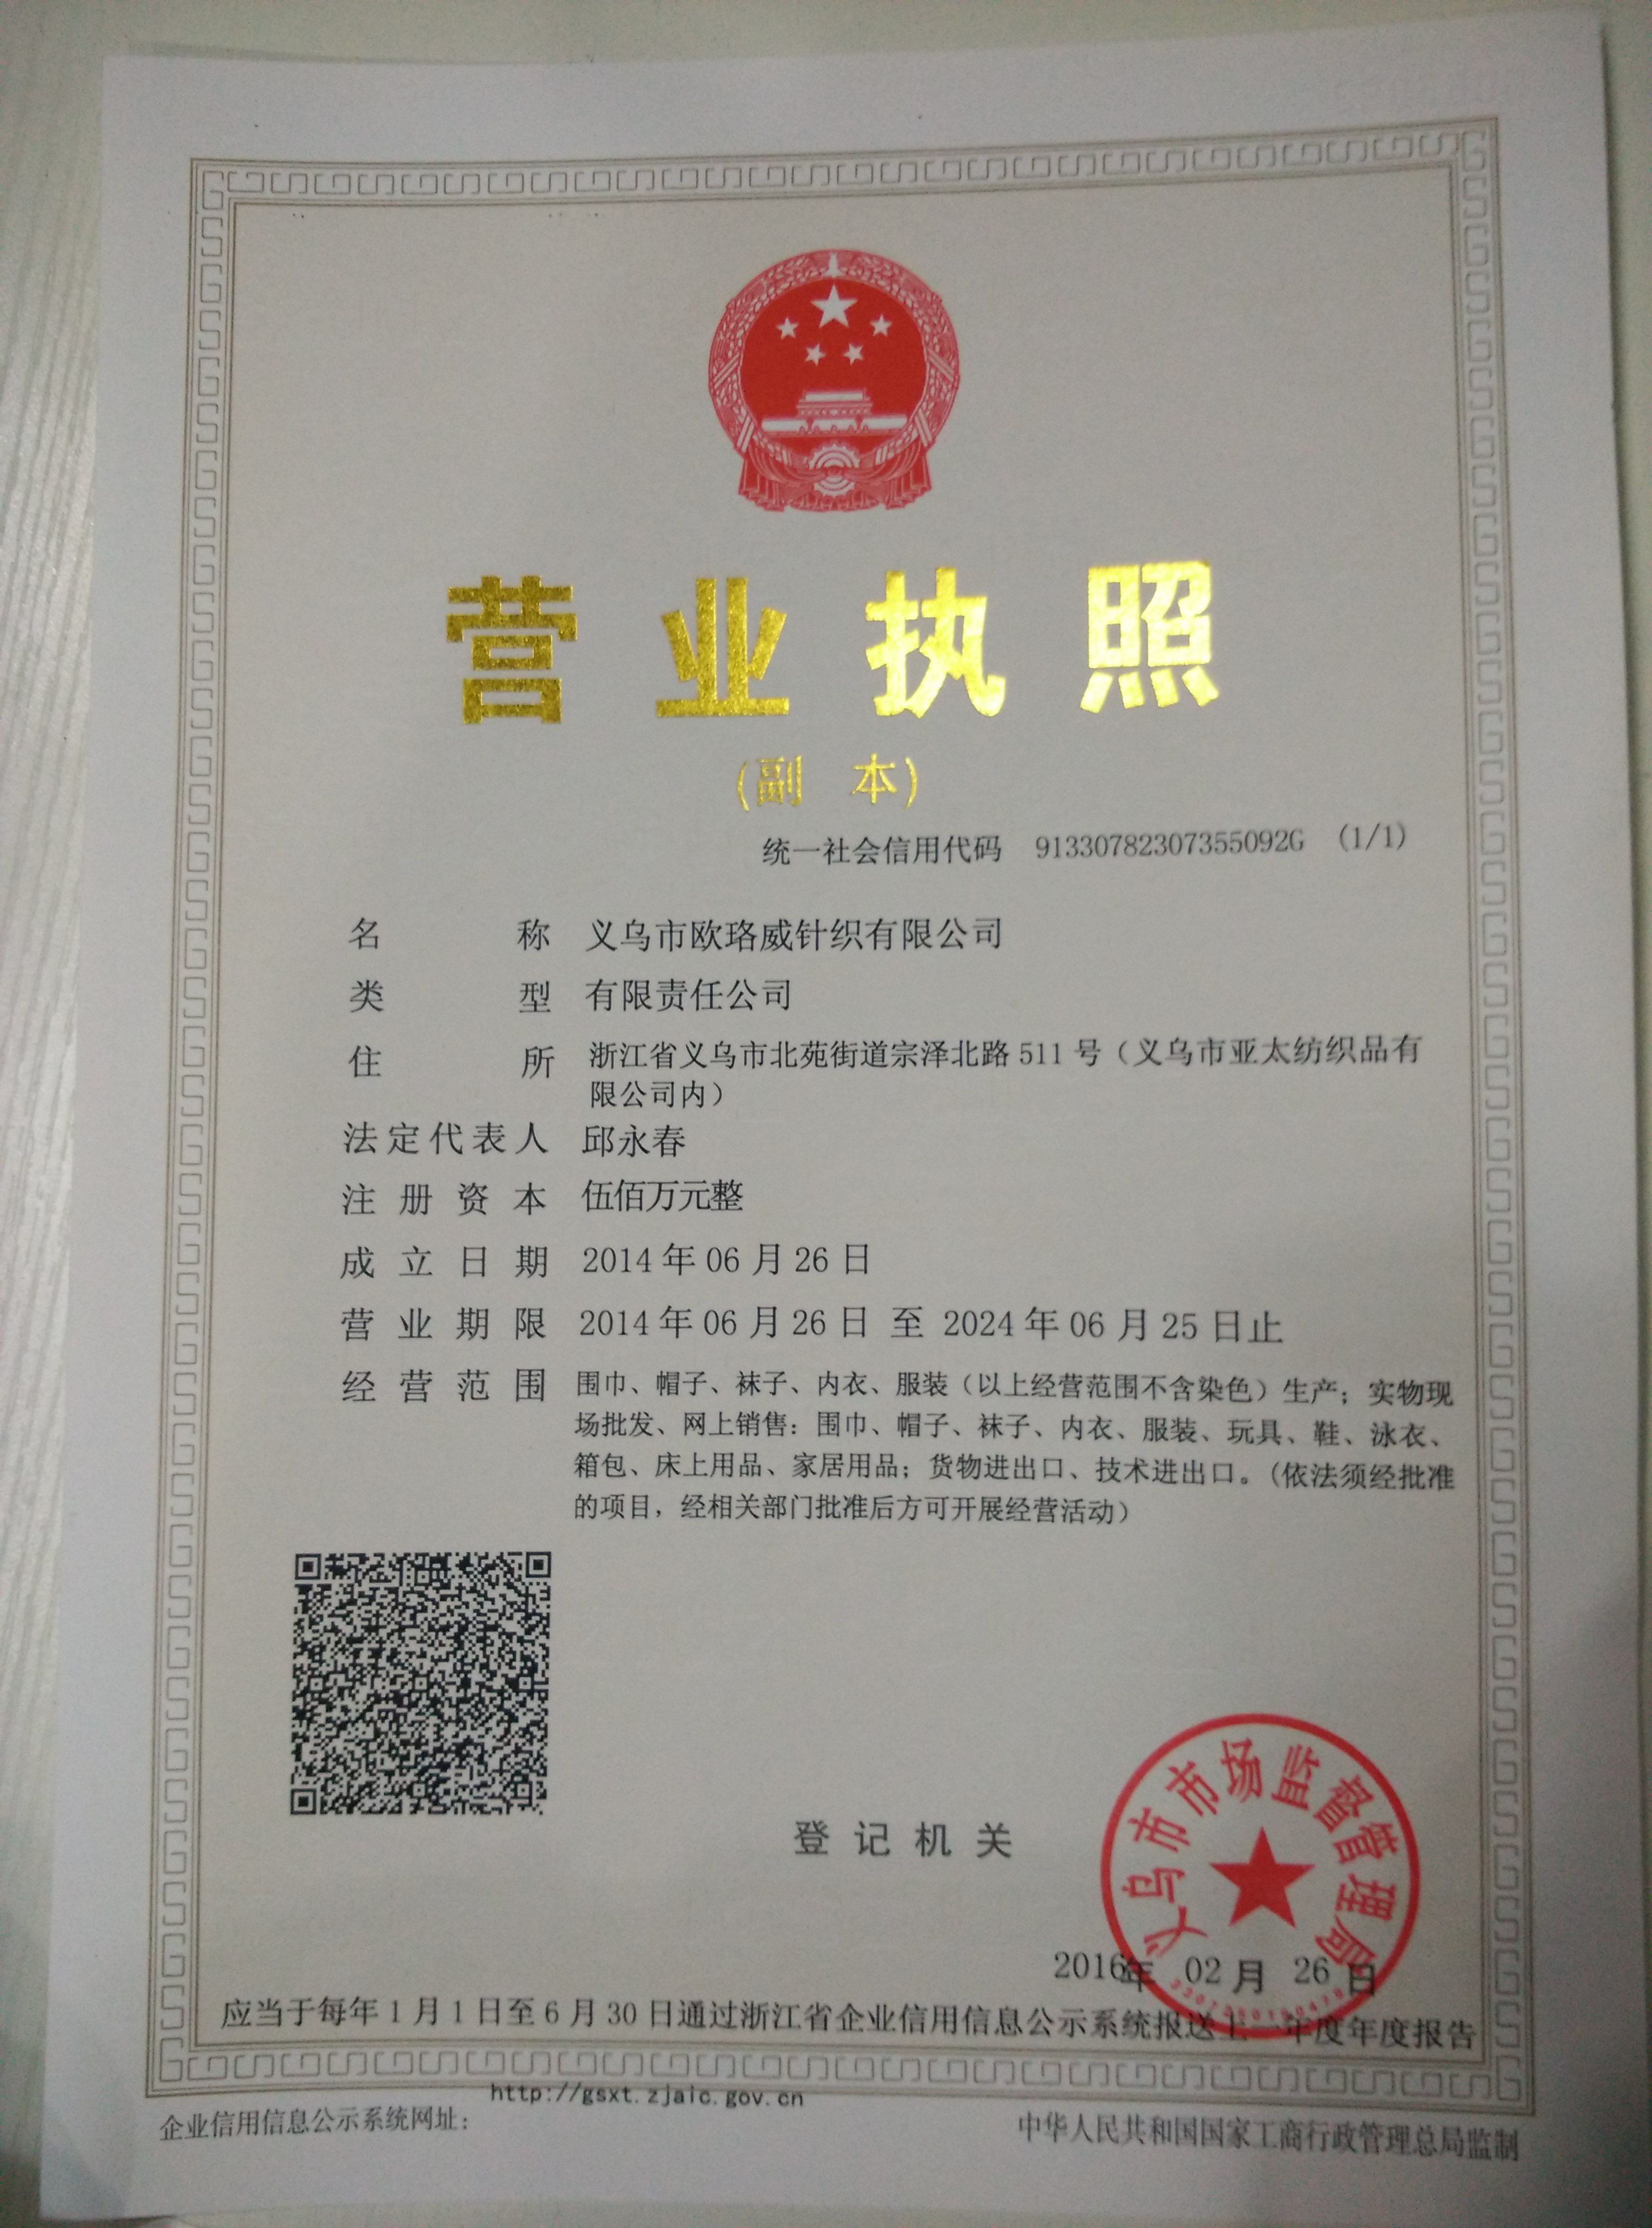 营业执照
(副 本)
统一社会信用代码 91330782307355092G (1/1)
名 称 义乌市欧珞威针织有限公司
类 型 有限责任公司
住 所 浙江省义乌市北苑街道宗泽北路511号（义乌市亚太纺织品有
限公司内）
法定代表人 邱永春
注册资本 伍佰万元整
成立日期 2014年06月26日
营业期限 2014年06月26日 至 2024年06月25日止
经营范围 围巾、帽子、袜子、内衣、服装（以上经营范围不含染色）生产；实物现
场批发、网上销售：围巾、帽子、袜子、内衣、服装、玩具、鞋、泳衣、
箱包、床上用品、家居用品；货物进出口、技术进出口。（依法须经批准
的项目，经相关部门批准后方可开展经营活动）
义乌市市场监督管理局
登记机关
2016年 02月 26日
应当于每年1月1日至6月30日通过浙江省企业信用信息公示系统报送上一年度年度报告
http://gsxt.zjaic.gov.cn
企业信用信息公示系统网址：
中华人民共和国国家工商行政管理总局监制